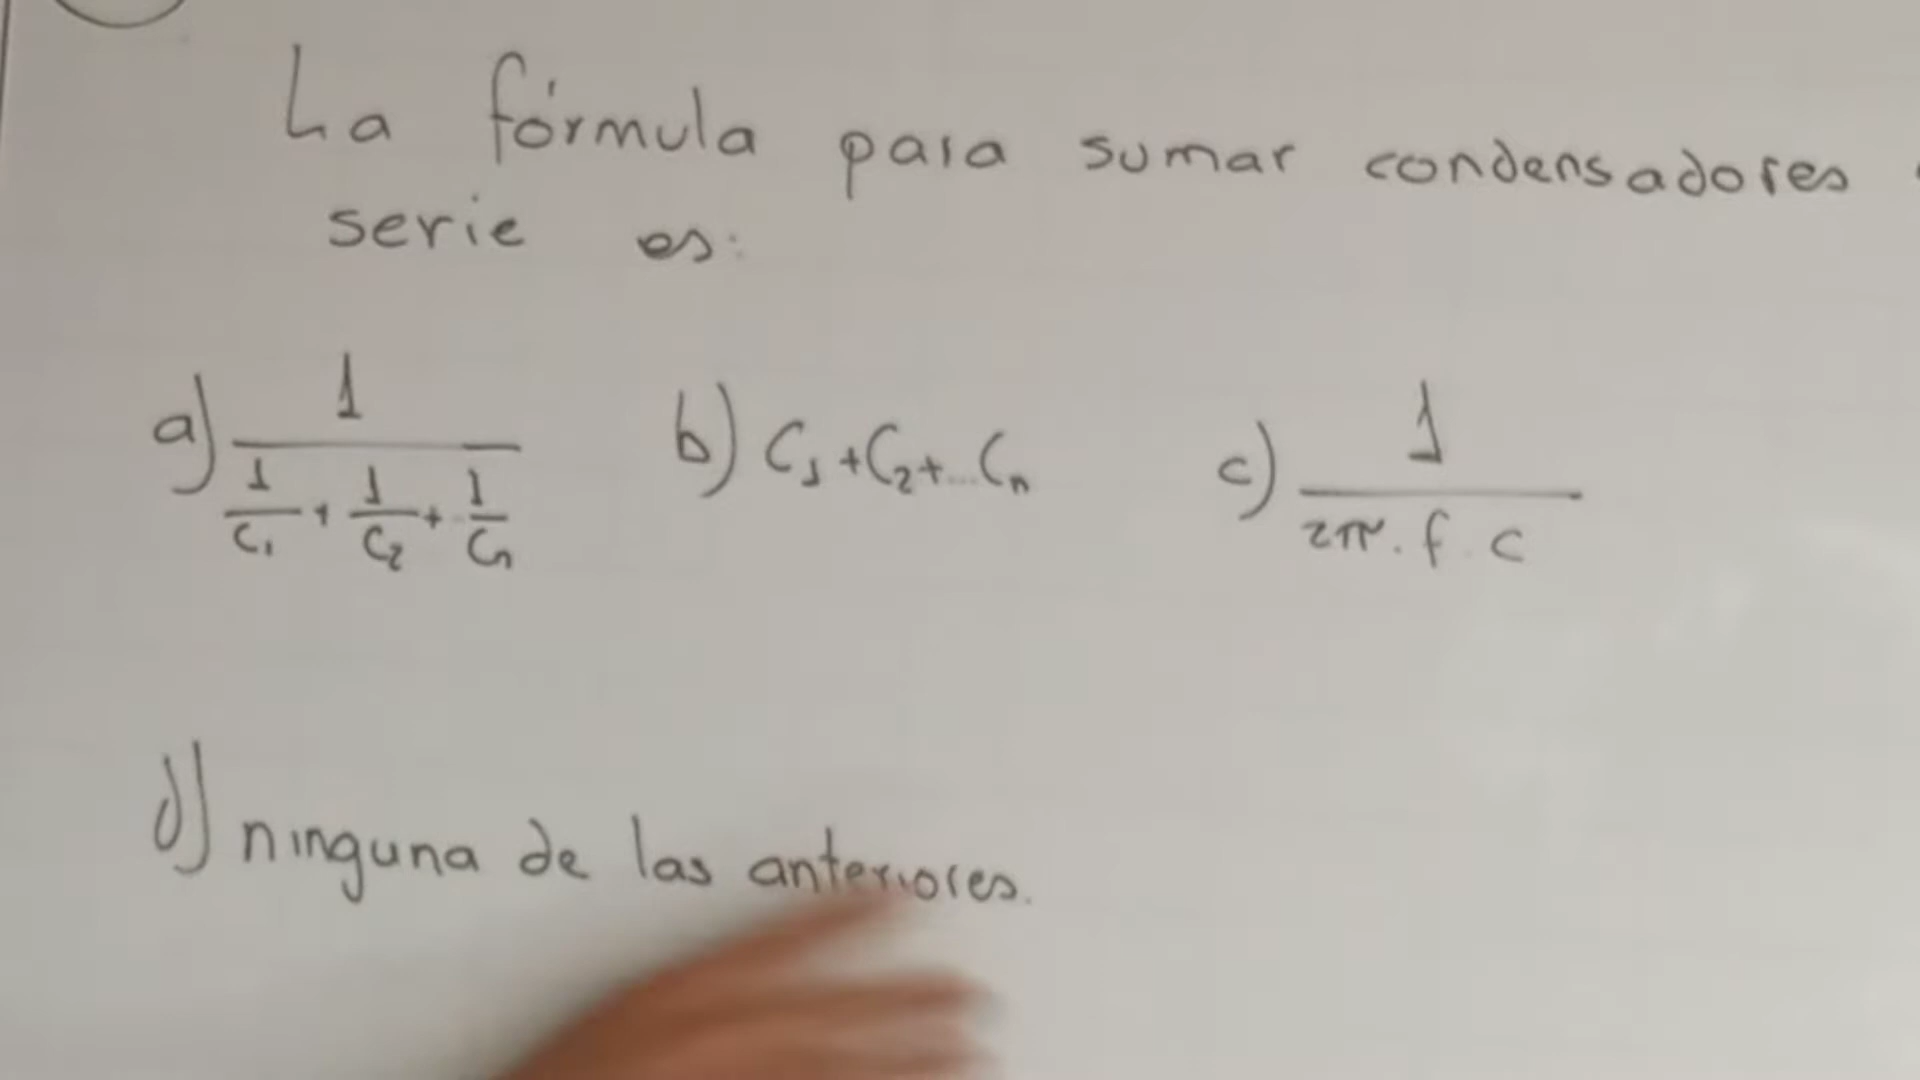 La fórmula para sumar condensadores
serie es:
a) 1 / (1/C1 + 1/C2 + 1/Cn) b) C1+C2+...Cn c) 1 / (2π.f.c)
d) ninguna de las anteriores.